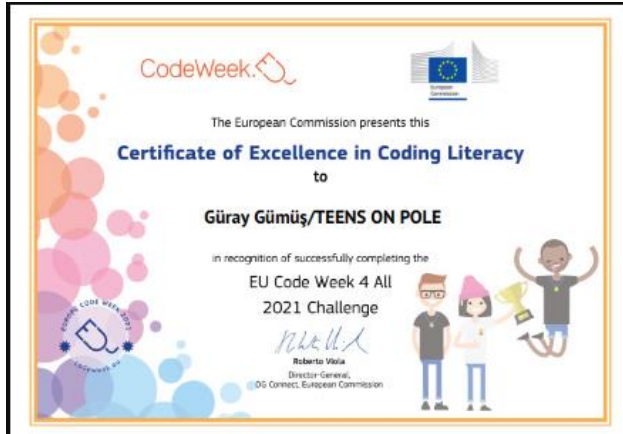 CodeWeek.
European
Commission
The European Commission presents this
Certificate of Excellence in Coding Literacy
to
Güray Gümüş/TEENS ON POLE
in recognition of successfully completing the
EU Code Week 4 All
2021 Challenge
Roberto Viola
Director-General,
DG Connect, European Commission
EUROPE CODE WEEK 2021
codeweek.eu